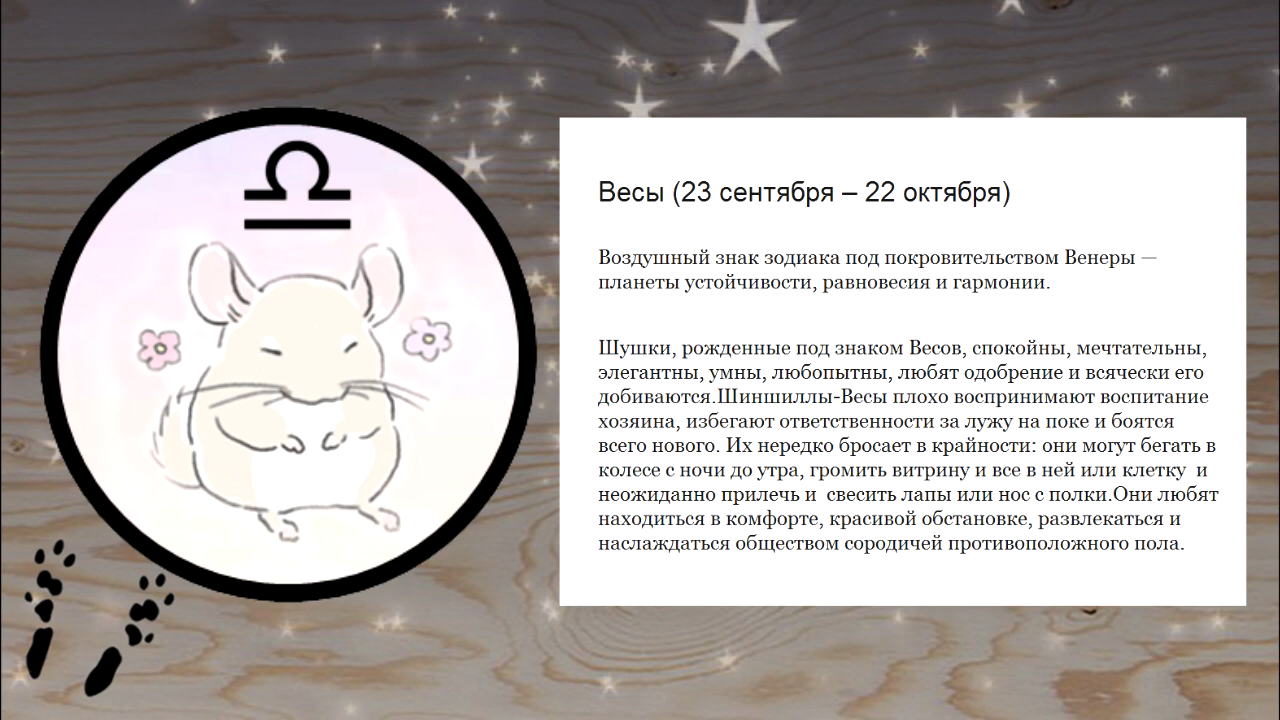 Весы (23 сентября – 22 октября)
Воздушный знак зодиака под покровительством Венеры —
планеты устойчивости, равновесия и гармонии.
Шушки, рожденные под знаком Весов, спокойны, мечтательны,
элегантны, умны, любопытны, любят одобрение и всячески его
добиваются.Шиншиллы-Весы плохо воспринимают воспитание
хозяина, избегают ответственности за лужу на поке и боятся
всего нового. Их нередко бросает в крайности: они могут бегать в
колесе с ночи до утра, громить витрину и все в ней или клетку  и
неожиданно прилечь и  свесить лапы или нос с полки.Они любят
находиться в комфорте, красивой обстановке, развлекаться и
наслаждаться обществом сородичей противоположного пола.